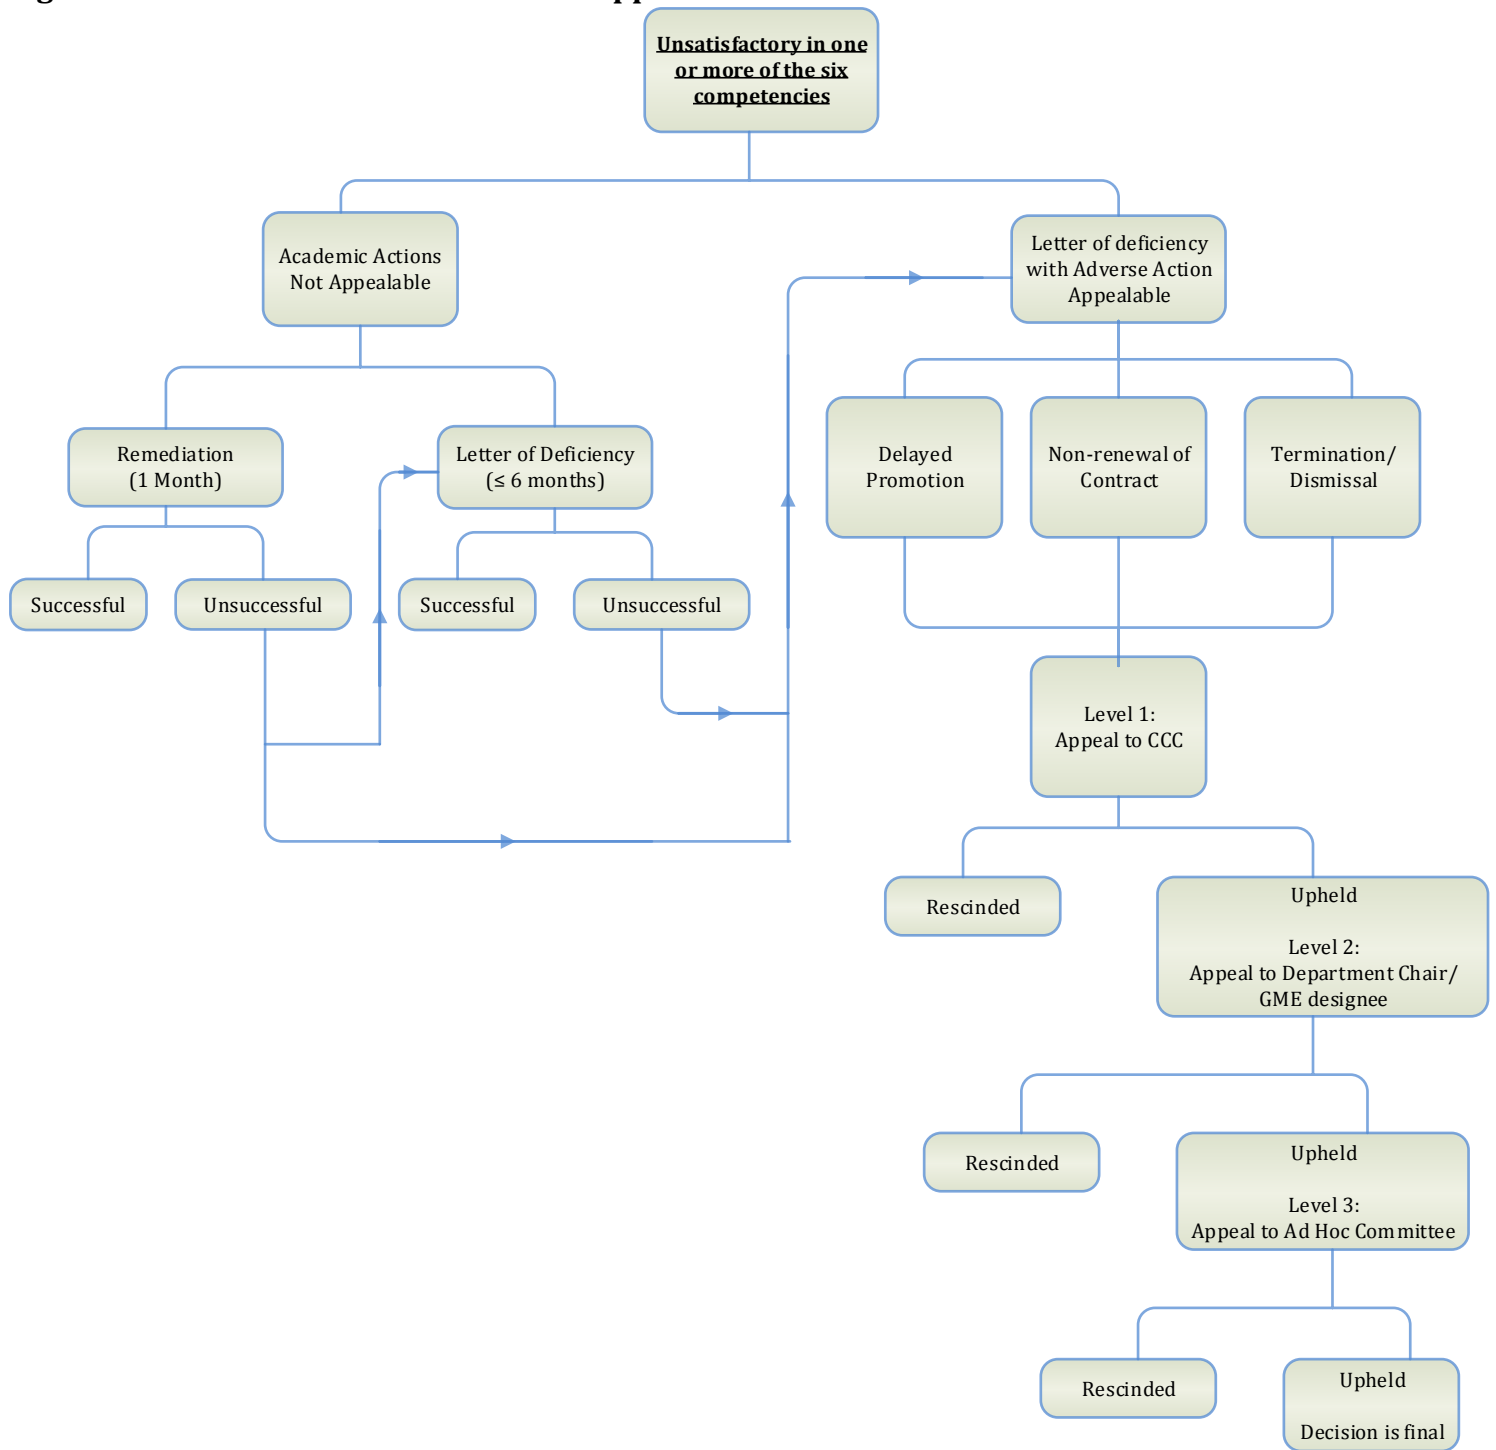 Unsatisfactory in one
or more of the six
competencies
Academic Actions
Not Appealable
Letter of deficiency
with Adverse Action
Appealable
Remediation
(1 Month)
Letter of Deficiency
(≤ 6 months)
Delayed
Promotion
Non-renewal of
Contract
Termination/
Dismissal
Successful
Unsuccessful
Successful
Unsuccessful
Level 1:
Appeal to CCC
Rescinded
Upheld
Level 2:
Appeal to Department Chair/
GME designee
Rescinded
Upheld
Level 3:
Appeal to Ad Hoc Committee
Rescinded
Upheld
Decision is final